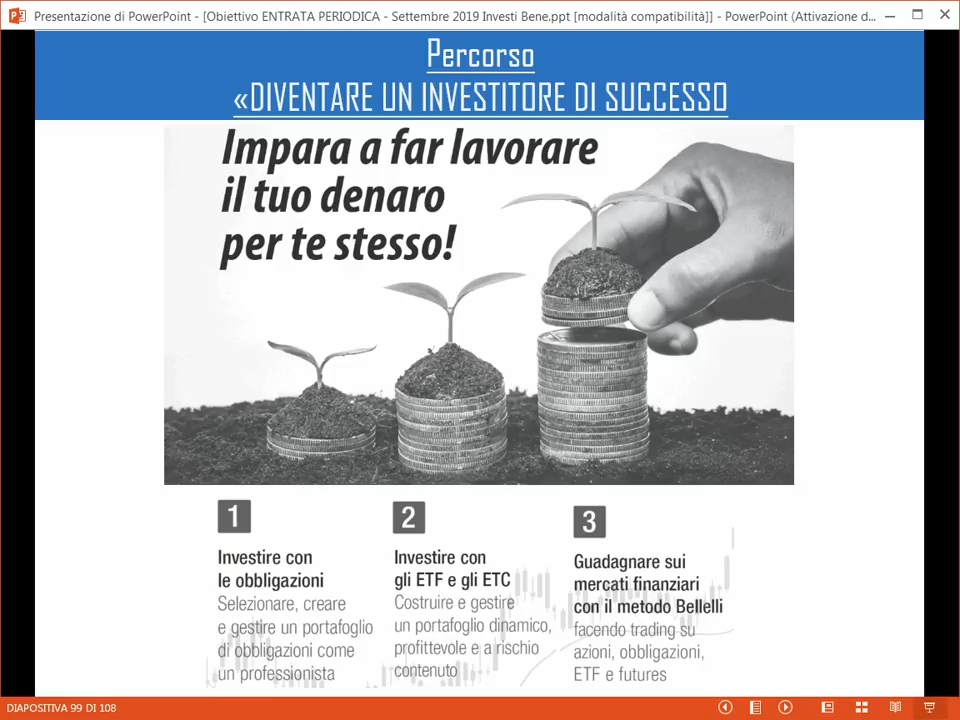 Presentazione di PowerPoint - [Obiettivo ENTRATA PERIODICA - Settembre 2019 Investi Bene.ppt [modalità compatibilità]] - PowerPoint (Attivazione d...
Percorso
«DIVENTARE UN INVESTITORE DI SUCCESSO
Impara a far lavorare
il tuo denaro
per te stesso!
1
Investire con
le obbligazioni
Selezionare, creare
e gestire un portafoglio
di obbligazioni come
un professionista
2
Investire con
gli ETF e gli ETC
Costruire e gestire
un portafoglio dinamico,
profittevole e a rischio
contenuto
3
Guadagnare sui
mercati finanziari
con il metodo Bellelli
facendo trading su
azioni, obbligazioni,
ETF e futures
DIAPOSITIVA 99 DI 108